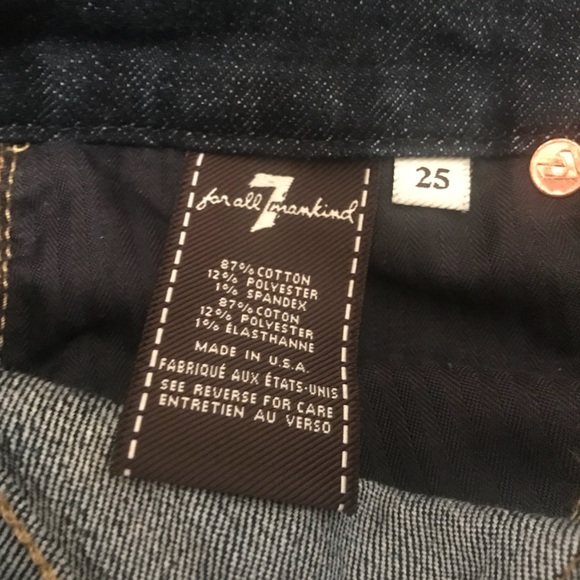 7
for all mankind
25
87% COTTON
12% POLYESTER
1% SPANDEX
87% COTON
12% POLYESTER
1% ÉLASTHANNE
MADE IN U.S.A.
FABRIQUÉ AUX ÉTATS-UNIS
SEE REVERSE FOR CARE
ENTRETIEN AU VERSO